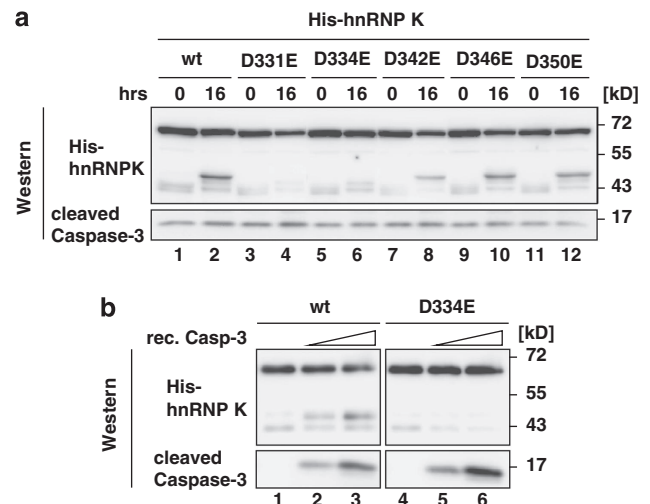 a
His-hnRNP K
wt D331E D334E D342E D346E D350E
hrs 0 16 0 16 0 16 0 16 0 16 0 16 [kD]
Western
His-
hnRNPK
72
55
43
cleaved
Caspase-3
17
1 2 3 4 5 6 7 8 9 10 11 12
b
wt D334E
rec. Casp-3 [kD]
Western
His-
hnRNP K
72
55
43
cleaved
Caspase-3
17
1 2 3 4 5 6